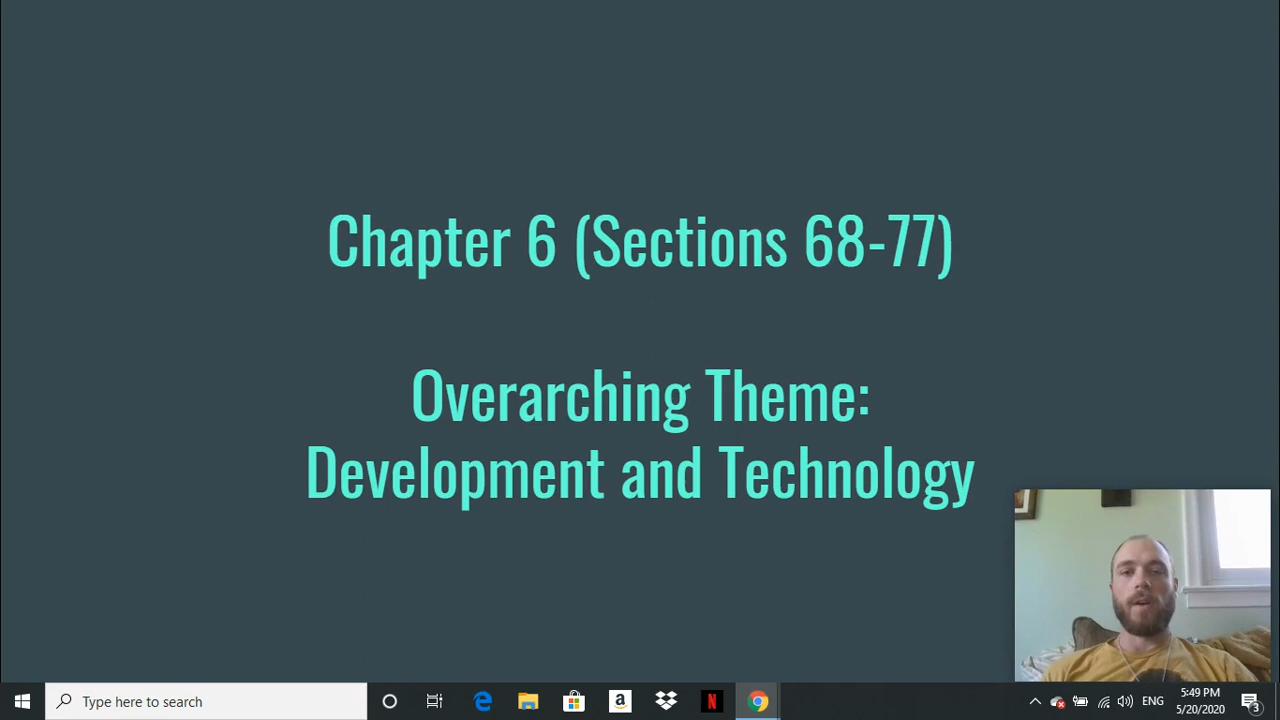 Chapter 6 (Sections 68-77)
Overarching Theme:
Development and Technology
Type here to search
ENG
5:49 PM
5/20/2020
3